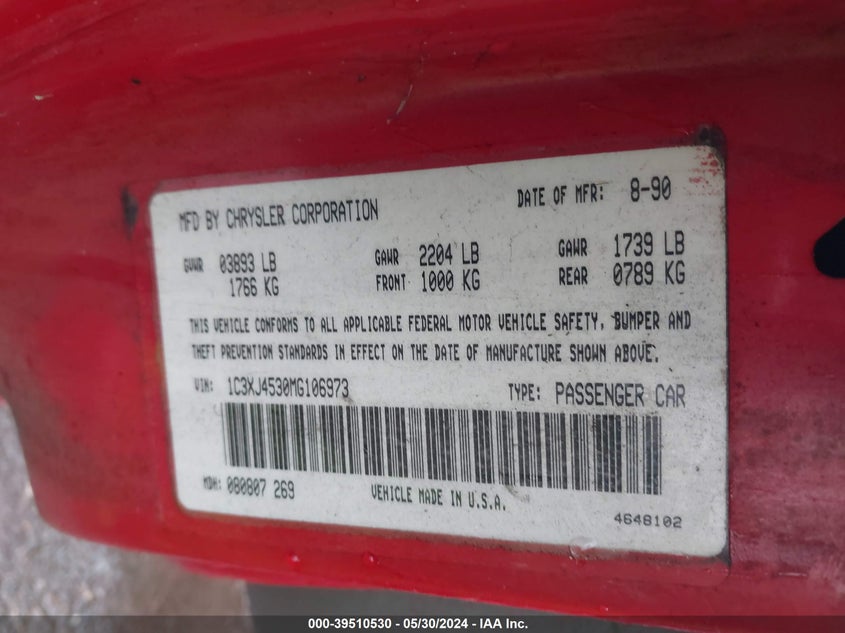 MFD BY CHRYSLER CORPORATION DATE OF MFR: 8-90
GVWR 03893 LB GAWR 2204 LB GAWR 1739 LB
1766 KG FRONT 1000 KG REAR 0789 KG
THIS VEHICLE CONFORMS TO ALL APPLICABLE FEDERAL MOTOR VEHICLE SAFETY, BUMPER AND
THEFT PREVENTION STANDARDS IN EFFECT ON THE DATE OF MANUFACTURE SHOWN ABOVE.
VIN: 1C3XJ4530MG106973 TYPE: PASSENGER CAR
MDH: 080807 269 VEHICLE MADE IN U.S.A.
4648102
000-39510530 - 05/30/2024 - IAA Inc.